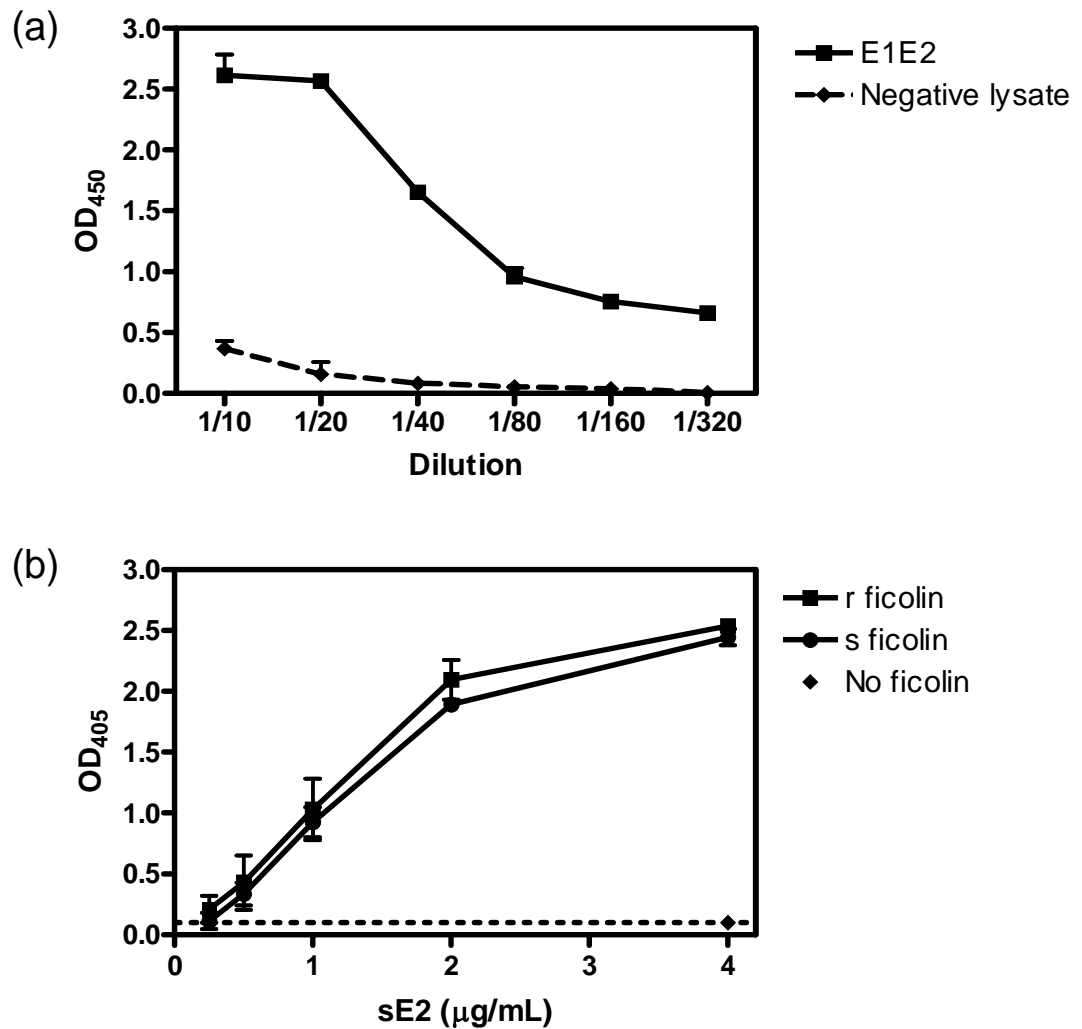 (a)
3.0
2.5
2.0
1.5
1.0
0.5
0.0
OD450
1/10 1/20 1/40 1/80 1/160 1/320
Dilution
E1E2
Negative lysate
(b)
3.0
2.5
2.0
1.5
1.0
0.5
0.0
OD405
0 1 2 3 4
sE2 (μg/mL)
r ficolin
s ficolin
No ficolin